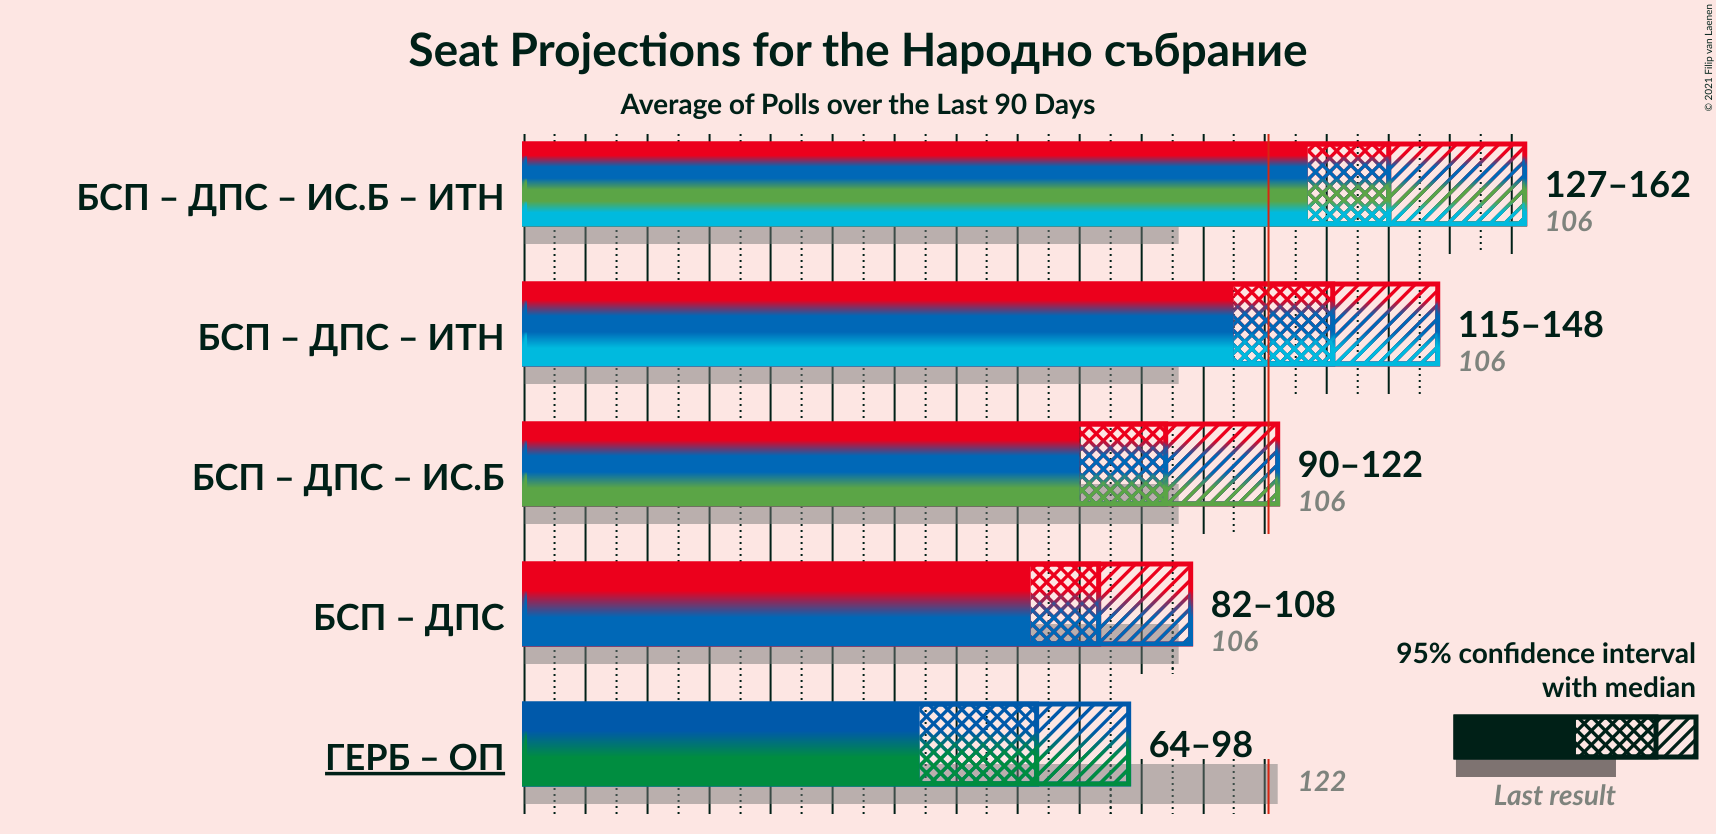 Seat Projections for the Народно събрание
Average of Polls over the Last 90 Days
© 2021 Filip van Laenen
БСП – ДПС – ИС.Б – ИТН
127–162
106
БСП – ДПС – ИТН
115–148
106
БСП – ДПС – ИС.Б
90–122
106
БСП – ДПС
82–108
106
ГЕРБ – ОП
64–98
122
95% confidence interval
with median
Last result